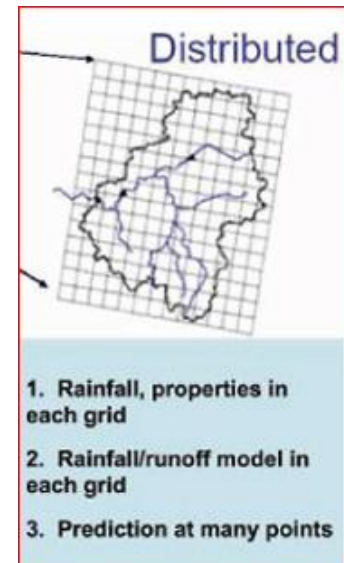 Distributed
1. Rainfall, properties in
each grid
2. Rainfall/runoff model in
each grid
3. Prediction at many points